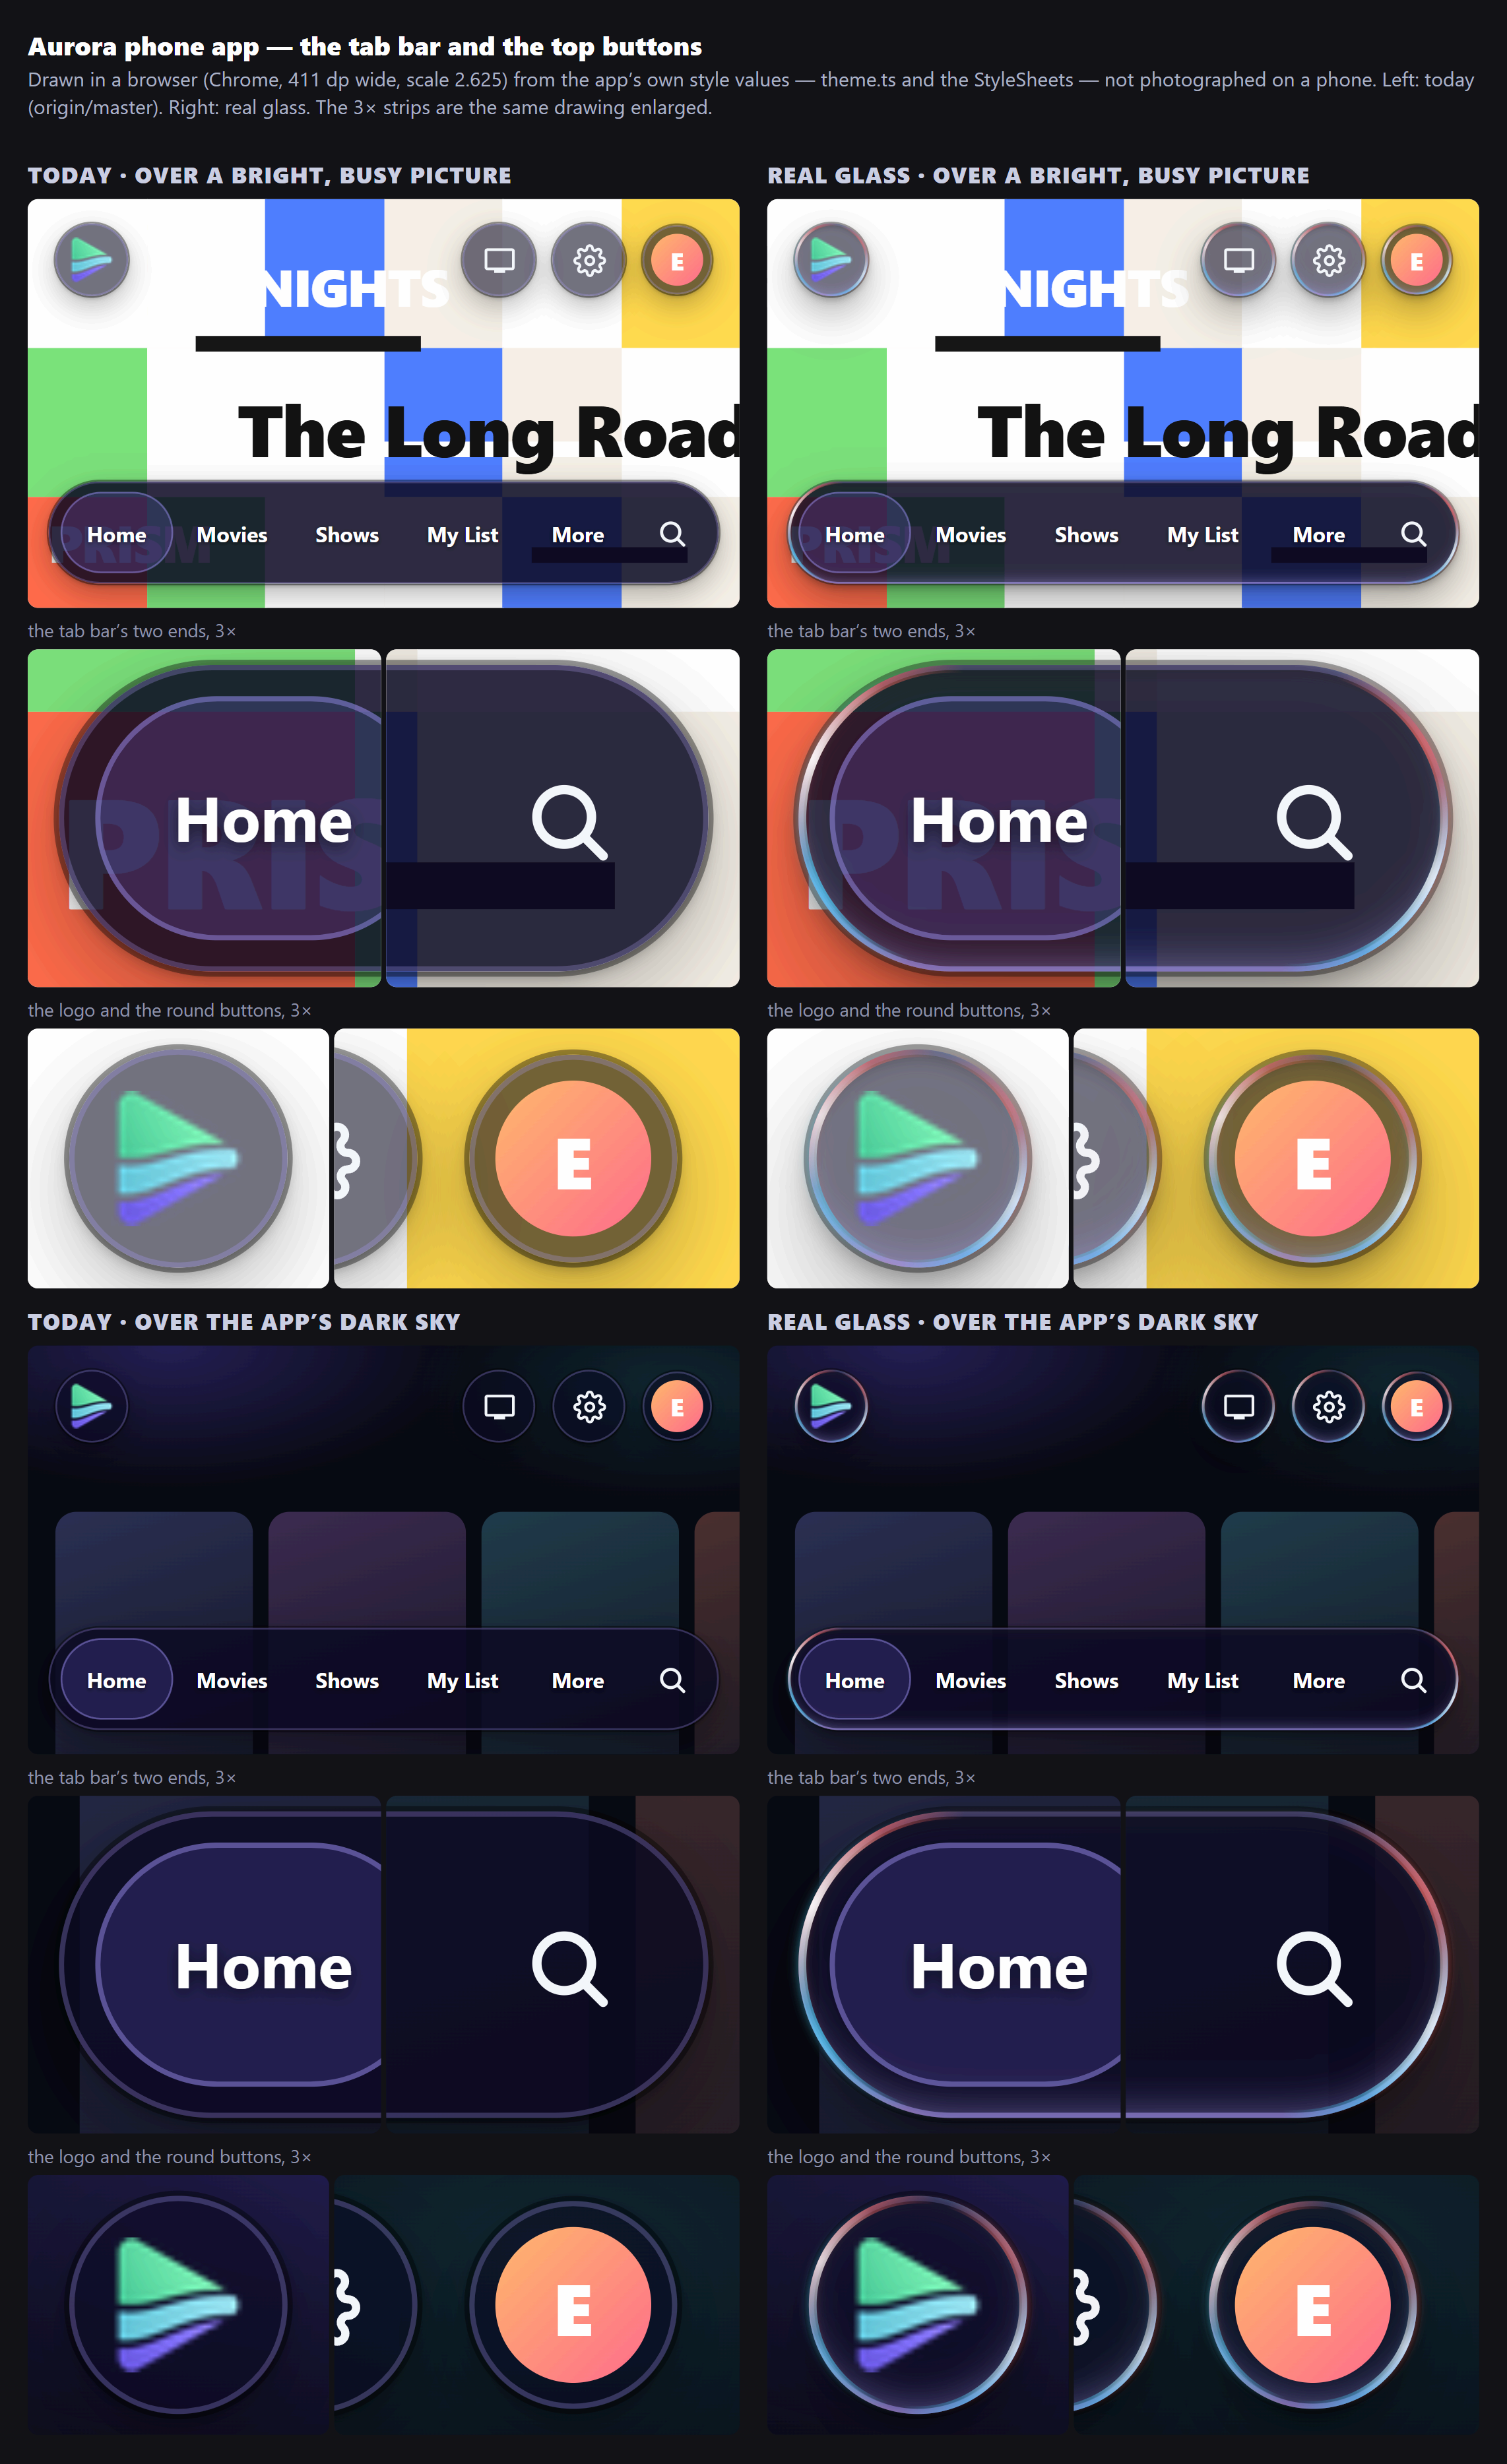 Aurora phone app — the tab bar and the top buttons
Drawn in a browser (Chrome, 411 dp wide, scale 2.625) from the app’s own style values — theme.ts and the StyleSheets — not photographed on a phone. Left: today
(origin/master). Right: real glass. The 3× strips are the same drawing enlarged.
TODAY · OVER A BRIGHT, BUSY PICTURE
E
NIGHTS
The Long Road
PRISM
Home Movies Shows My List More
the tab bar’s two ends, 3×
PRIS
Home
the logo and the round buttons, 3×
E
TODAY · OVER THE APP’S DARK SKY
E
Home Movies Shows My List More
the tab bar’s two ends, 3×
Home
the logo and the round buttons, 3×
E
REAL GLASS · OVER A BRIGHT, BUSY PICTURE
E
NIGHTS
The Long Road
PRISM
Home Movies Shows My List More
the tab bar’s two ends, 3×
PRIS
Home
the logo and the round buttons, 3×
E
REAL GLASS · OVER THE APP’S DARK SKY
E
Home Movies Shows My List More
the tab bar’s two ends, 3×
Home
the logo and the round buttons, 3×
E